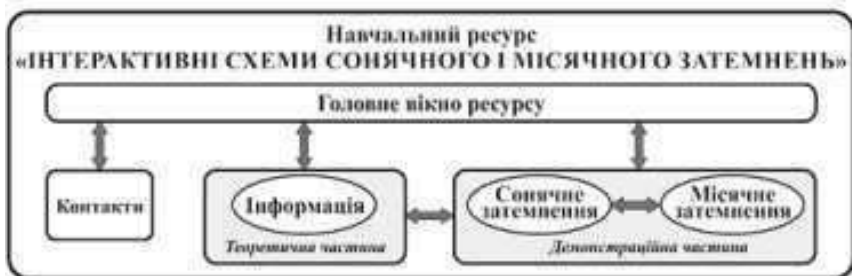 Навчальний ресурс
«ІНТЕРАКТИВНІ СХЕМИ СОНЯЧНОГО І МІСЯЧНОГО ЗАТЕМНЕНЬ»
Головне вікно ресурсу
Контакти
Інформація
Теоретична частина
Сонячне
затемнення
Місячне
затемнення
Демонстраційна частина